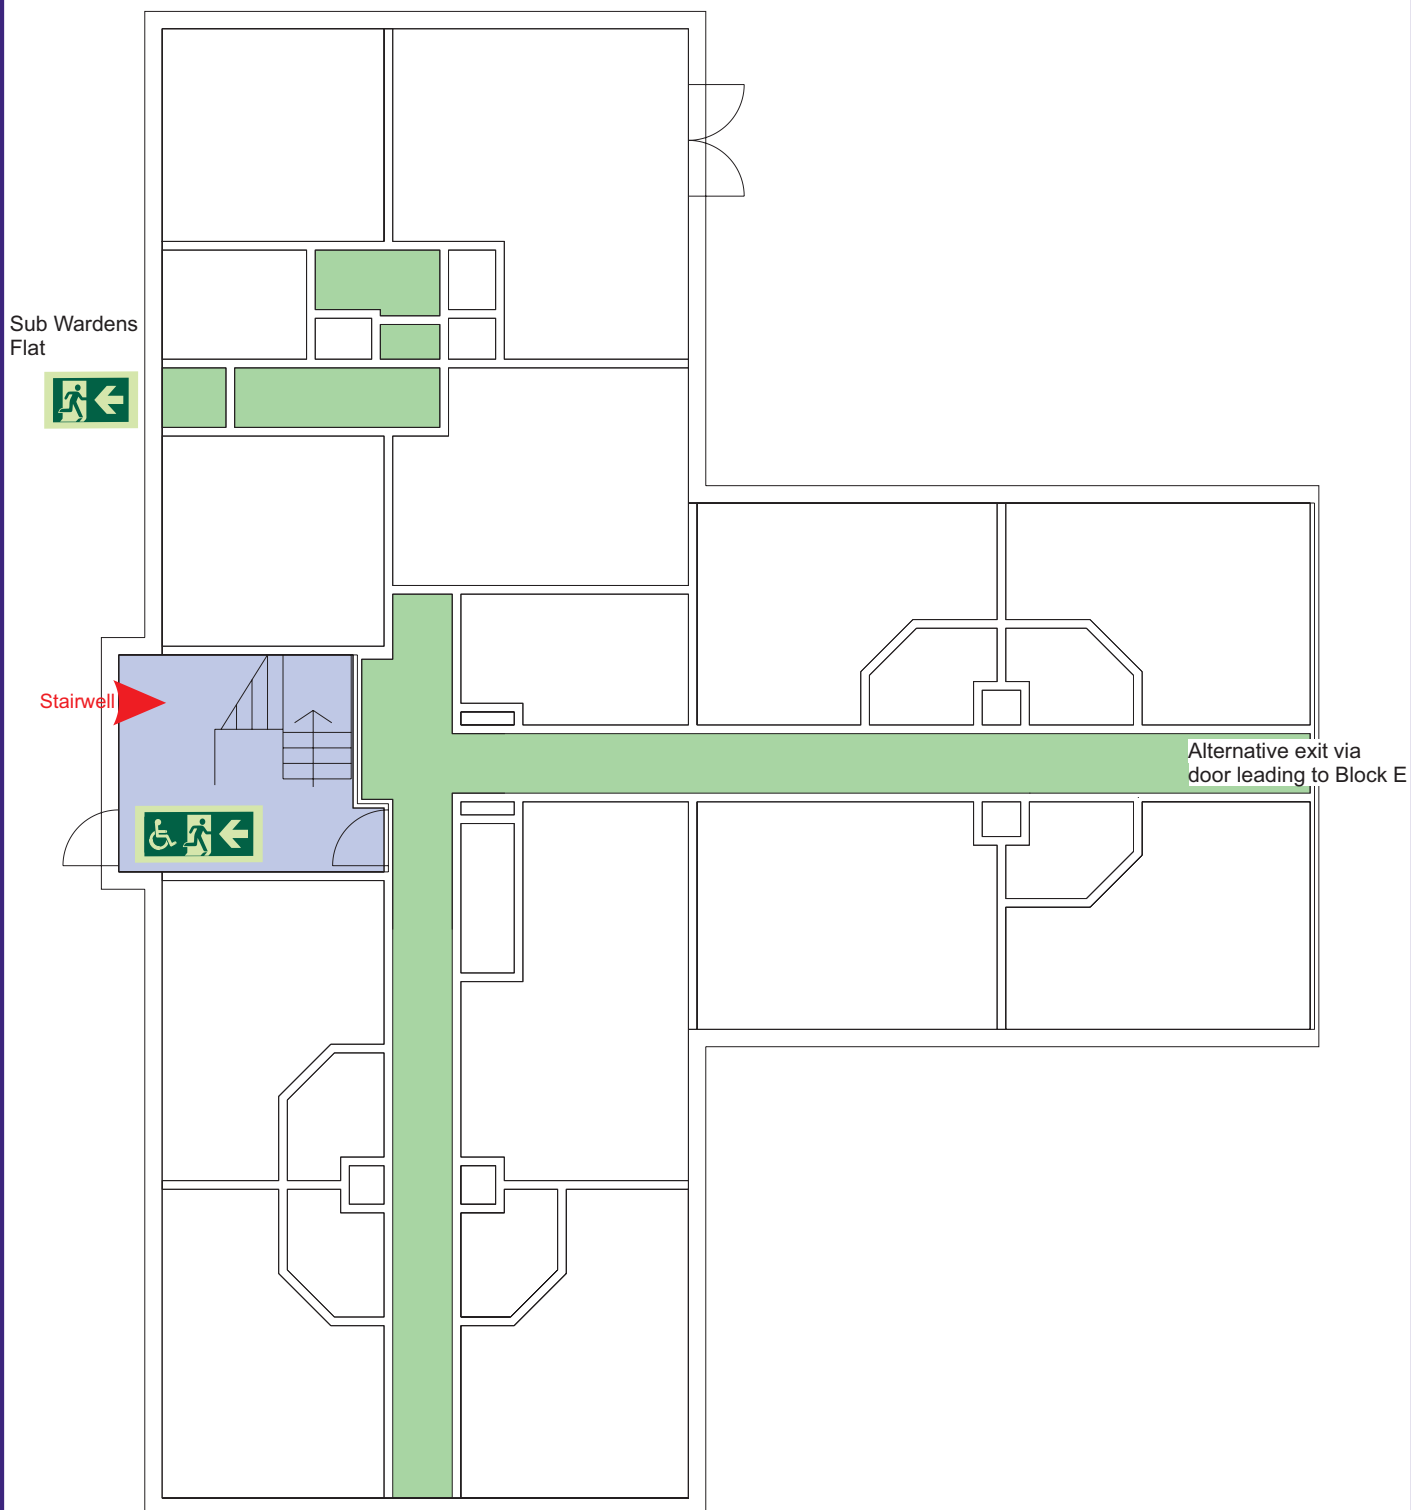 Sub Wardens
Flat
Stairwell
Alternative exit via
door leading to Block E